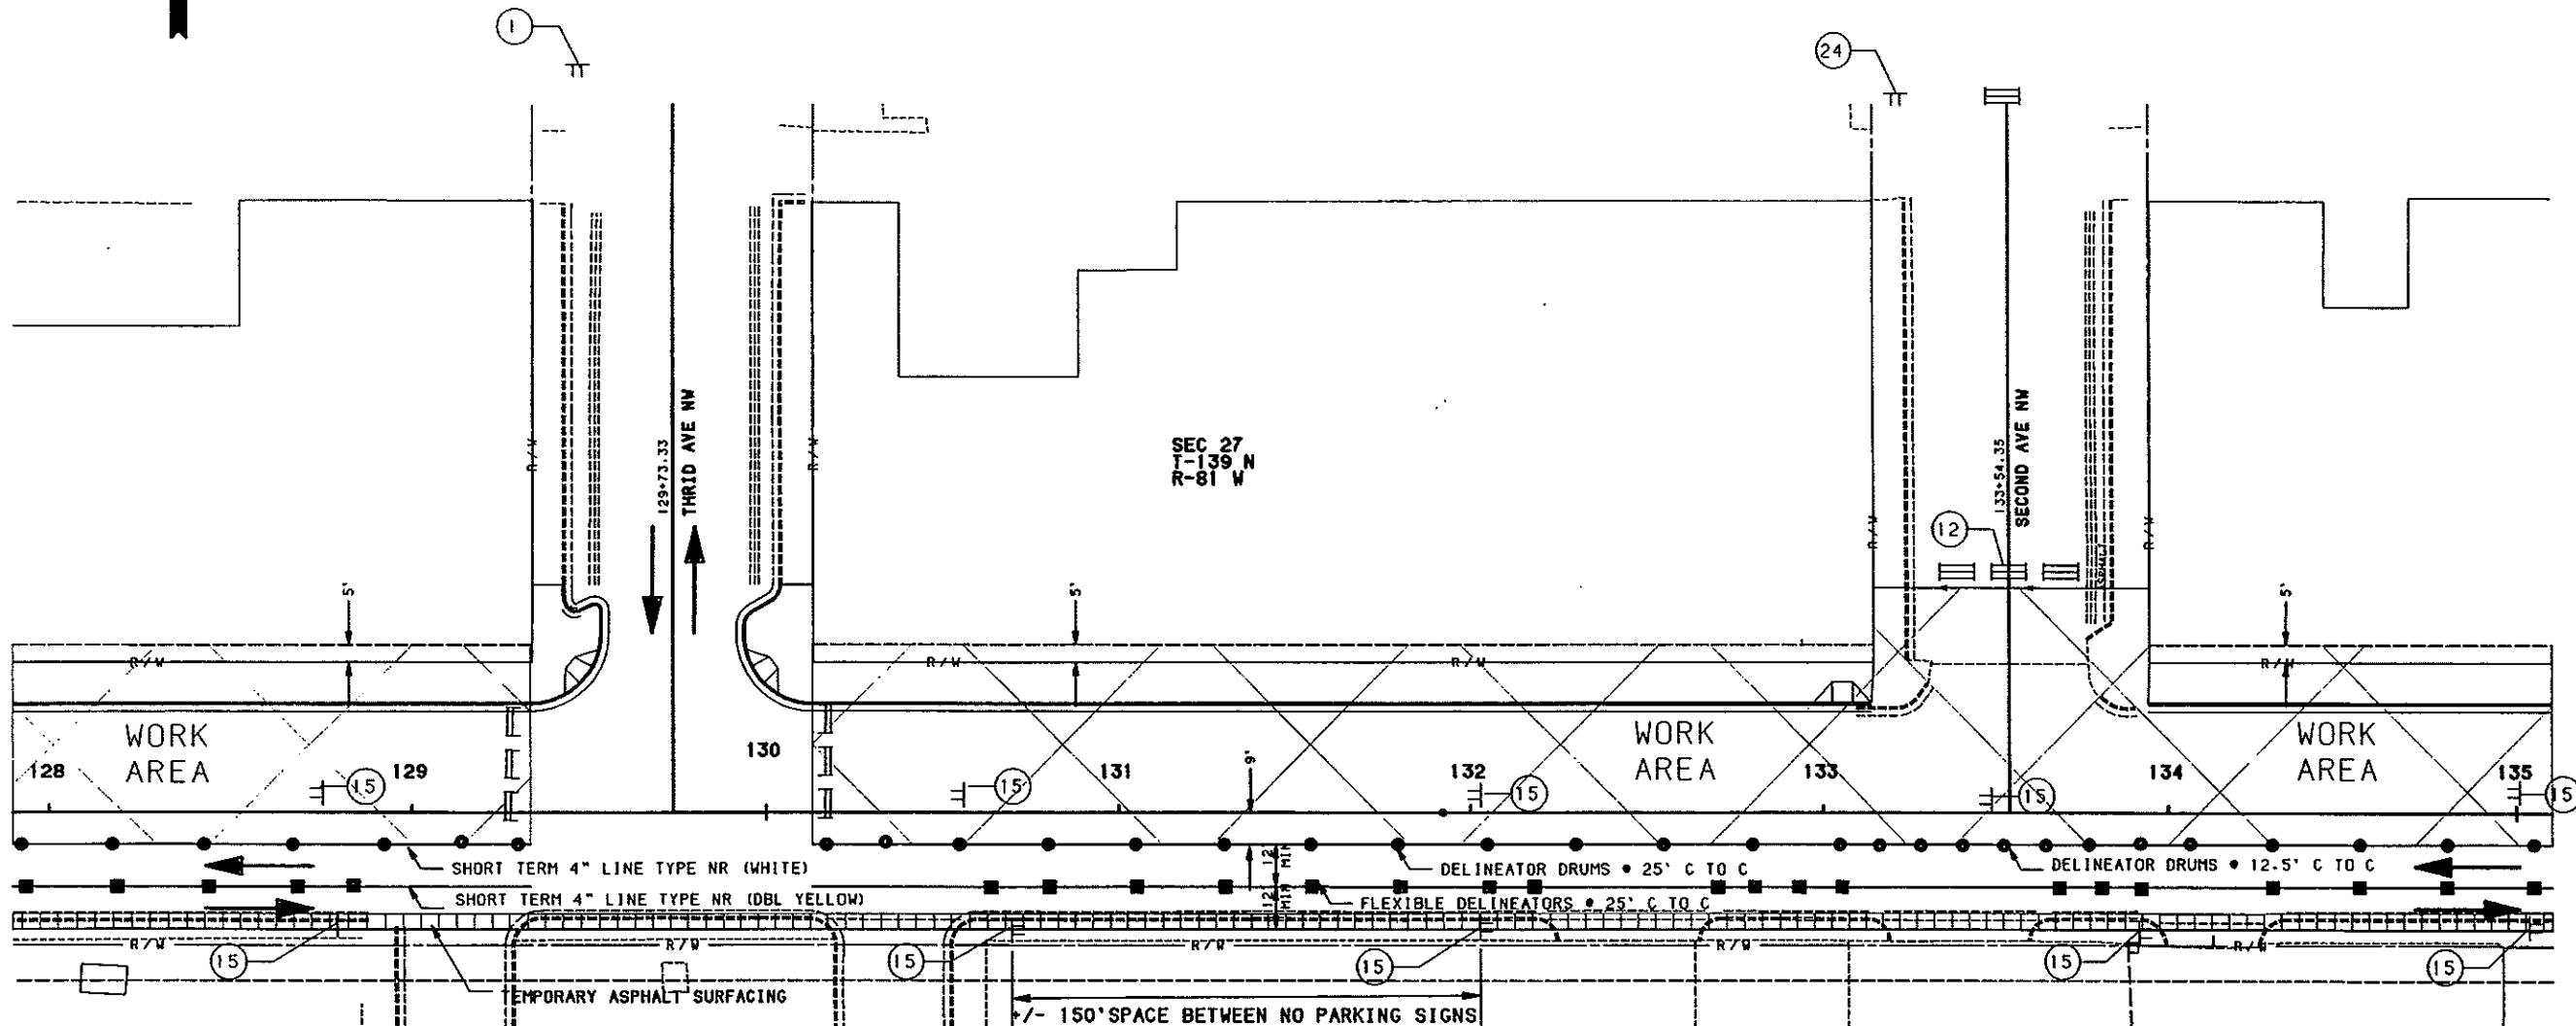 1
24
129+73.33
THRID AVE NW
R/W
R/W
SEC 27
T-139 N
R-81 W
R/W
133+54.35
SECOND AVE NW
R/W
12
5'
5'
5'
R/W
R/W
R/W
R/W
WORK
AREA
WORK
AREA
WORK
AREA
128
129
130
131
132
133
134
135
15
15
15
15
15
9'
SHORT TERM 4" LINE TYPE NR (WHITE)
12'
MIN
DELINEATOR DRUMS • 25' C TO C
DELINEATOR DRUMS • 12.5' C TO C
SHORT TERM 4" LINE TYPE NR (DBL YELLOW)
12'
MIN
FLEXIBLE DELINEATORS • 25' C TO C
R/W
R/W
R/W
R/W
R/W
15
15
15
15
15
TEMPORARY ASPHALT SURFACING
+/- 150'SPACE BETWEEN NO PARKING SIGNS